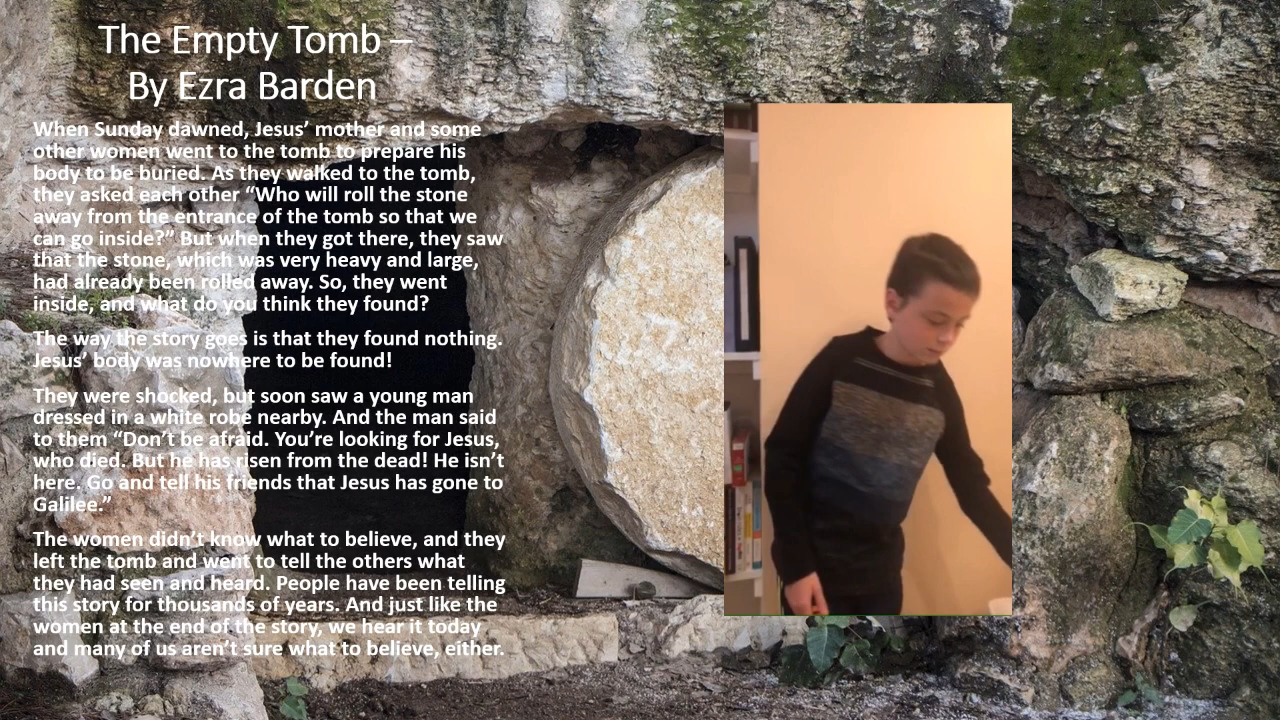 The Empty Tomb –
By Ezra Barden
When Sunday dawned, Jesus’ mother and some
other women went to the tomb to prepare his
body to be buried. As they walked to the tomb,
they asked each other “Who will roll the stone
away from the entrance of the tomb so that we
can go inside?” But when they got there, they saw
that the stone, which was very heavy and large,
had already been rolled away. So, they went
inside, and what do you think they found?
The way the story goes is that they found nothing.
Jesus’ body was nowhere to be found!
They were shocked, but soon saw a young man
dressed in a white robe nearby. And the man said
to them “Don’t be afraid. You’re looking for Jesus,
who died. But he has risen from the dead! He isn’t
here. Go and tell his friends that Jesus has gone to
Galilee.”
The women didn’t know what to believe, and they
left the tomb and went to tell the others what
they had seen and heard. People have been telling
this story for thousands of years. And just like the
women at the end of the story, we hear it today
and many of us aren’t sure what to believe, either.